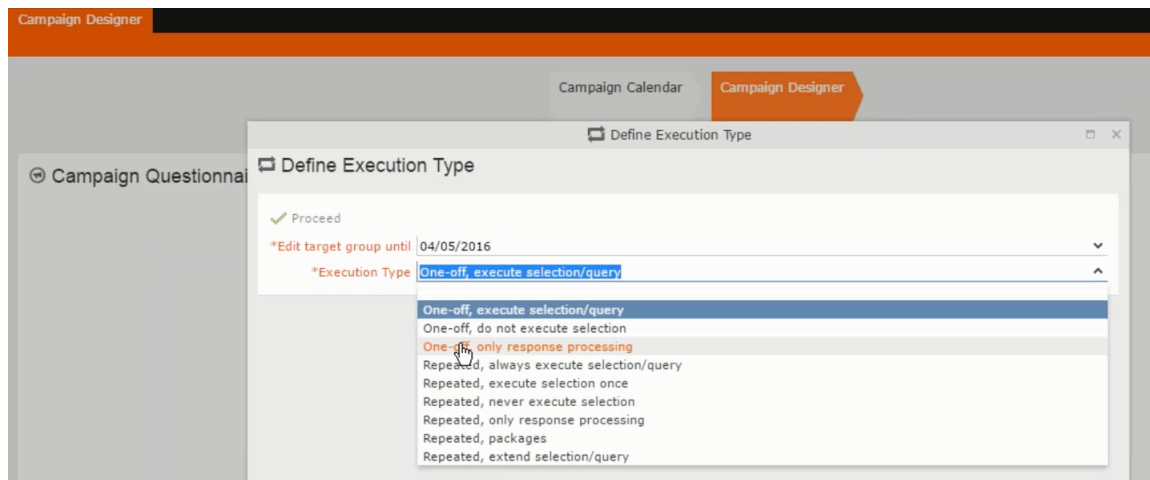 Campaign Designer
Campaign Calendar
Campaign Designer
Define Execution Type
Campaign Questionnai
Define Execution Type
Proceed
*Edit target group until 04/05/2016
*Execution Type One-off, execute selection/query
One-off, execute selection/query
One-off, do not execute selection
One-off, only response processing
Repeated, always execute selection/query
Repeated, execute selection once
Repeated, never execute selection
Repeated, only response processing
Repeated, packages
Repeated, extend selection/query